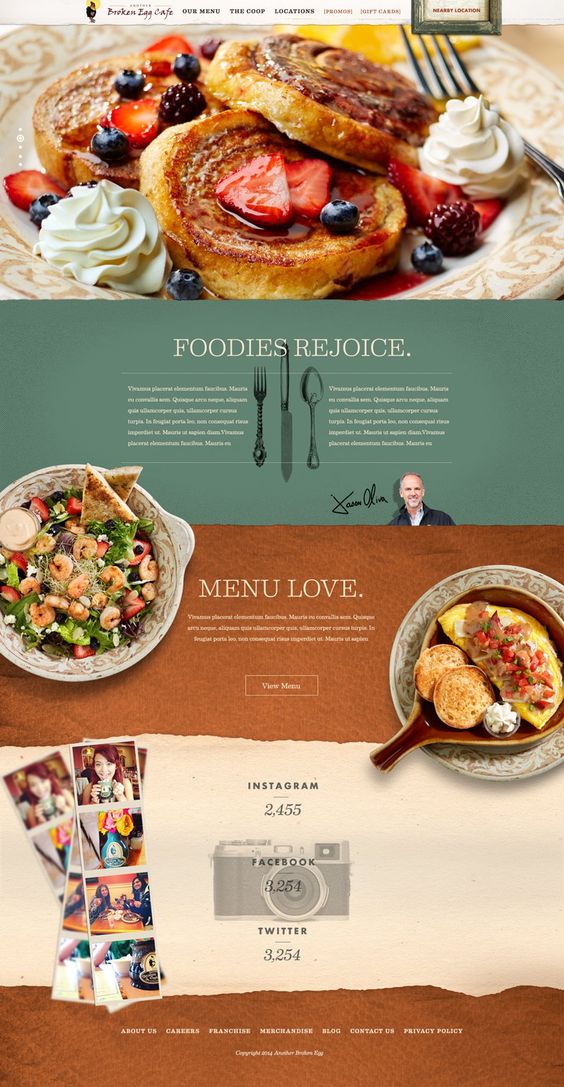 ANOTHER
Broken Egg Cafe
OUR MENU THE COOP LOCATIONS [PROMOS] [GIFT CARDS]
NEARBY LOCATION
FOODIES REJOICE.
Vivamus placerat elementum faucibus. Mauris
eu convallis sem. Quisque arcu neque, aliquam
quis ullamcorper quis, ullamcorper cursus
turpis. In feugiat porta leo, non consequat risus
imperdiet ut. Mauris ut sapien diam.Vivamus
placerat elementum faucibus. Mauris eu
Vivamus placerat elementum faucibus. Mauris
eu convallis sem. Quisque arcu neque, aliquam
quis ullamcorper quis, ullamcorper cursus
turpis. In feugiat porta leo, non consequat risus
imperdiet ut. Mauris ut sapien diam.Vivamus
placerat elementum faucibus. Mauris eu
Jason Oliva
MENU LOVE.
Vivamus placerat elementum faucibus. Mauris eu convallis sem. Quisque
arcu neque, aliquam quis ullamcorper quis, ullamcorper cursus turpis. In
feugiat porta leo, non consequat risus imperdiet ut. Mauris ut sapien
View Menu
INSTAGRAM
2,455
FACEBOOK
3,254
TWITTER
3,254
ABOUT US CAREERS FRANCHISE MERCHANDISE BLOG CONTACT US PRIVACY POLICY
Copyright 2014 Another Broken Egg